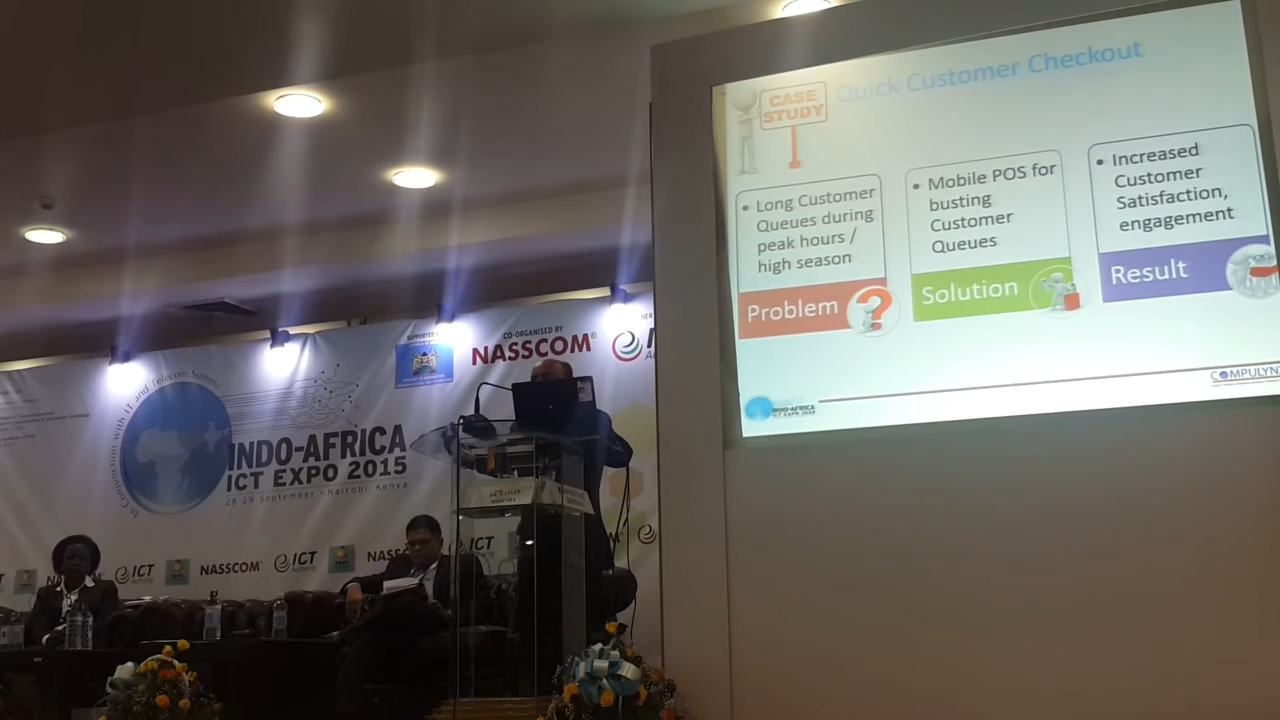 Quick Customer Checkout
CASE
STUDY
• Long Customer
Queues during
peak hours /
high season
Problem
• Mobile POS for
busting
Customer
Queues
Solution
• Increased
Customer
Satisfaction,
engagement
Result
INDO-AFRICA
ICT EXPO 2015
In Conjunction with IT and Telecom Summit
INDO-AFRICA
ICT EXPO 2015
28-29 September • Nairobi, Kenya
SUPPORTED
CO-ORGANISED BY
NASSCOM®
ICT
Authority
NASSCOM®
ICT
Authority
NASS
ICT